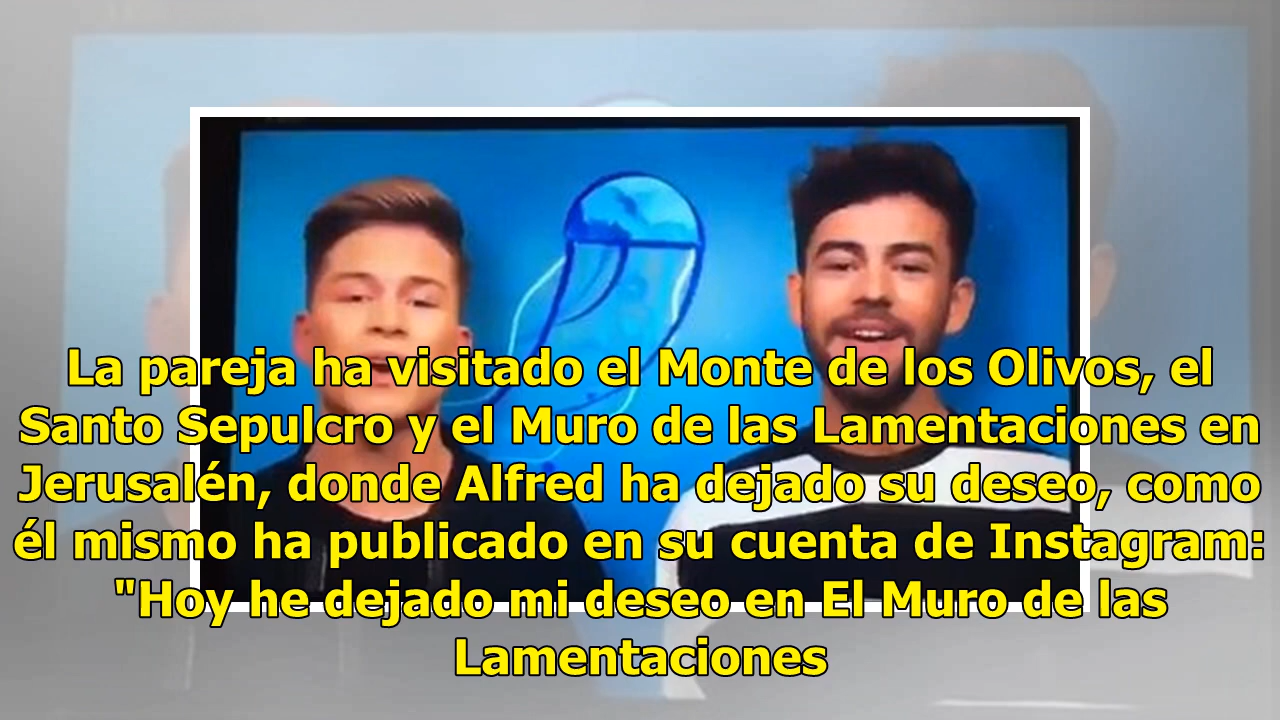 La pareja ha visitado el Monte de los Olivos, el
Santo Sepulcro y el Muro de las Lamentaciones en
Jerusalén, donde Alfred ha dejado su deseo, como
él mismo ha publicado en su cuenta de Instagram:
"Hoy he dejado mi deseo en El Muro de las
Lamentaciones